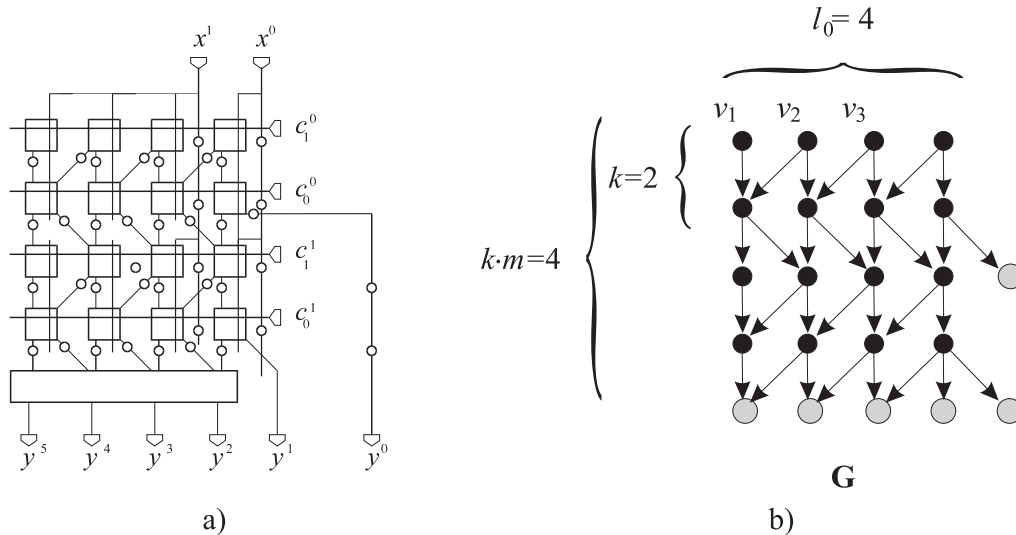 x¹ x⁰
c₁⁰
c₀⁰
c₁¹
c₀¹
y⁵ y⁴ y³ y² y¹ y⁰
a)
l₀= 4
v₁ v₂ v₃
k=2
k·m=4
G
b)